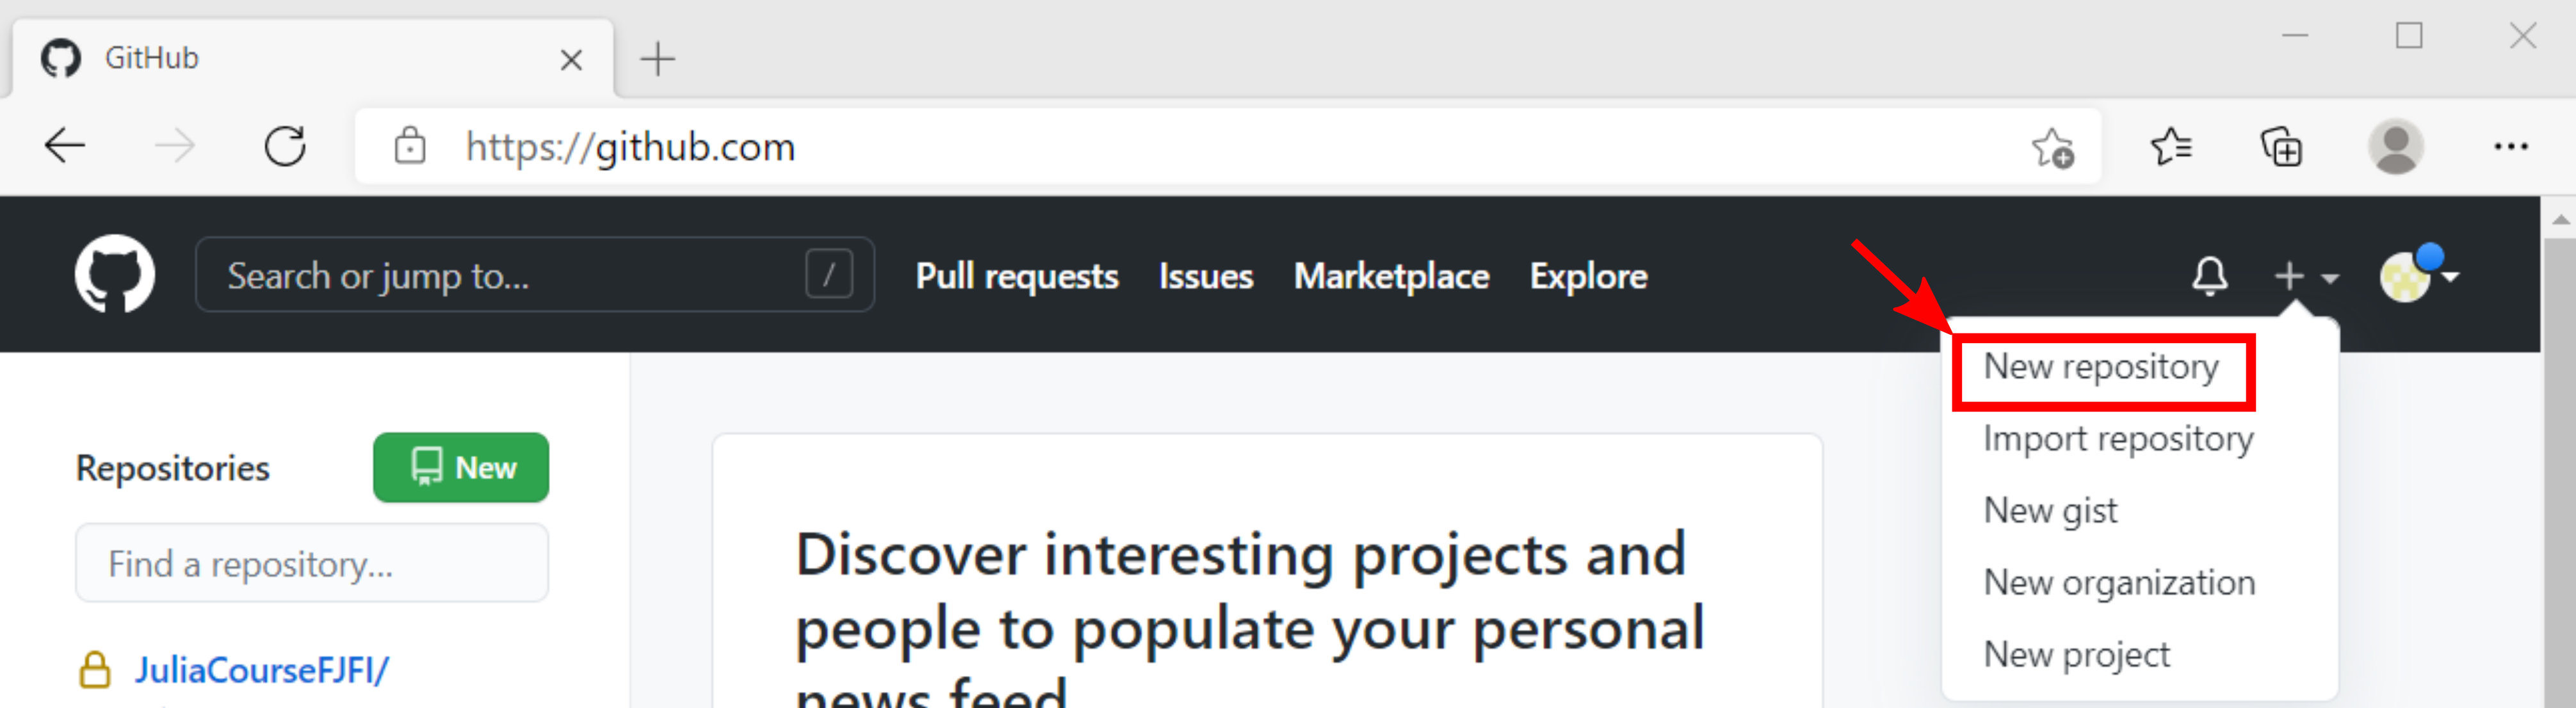 GitHub
https://github.com
Search or jump to... /
Pull requests Issues Marketplace Explore
New repository
Import repository
New gist
New organization
New project
Repositories New
Find a repository...
JuliaCourseFJFI/
Discover interesting projects and
people to populate your personal
news feed